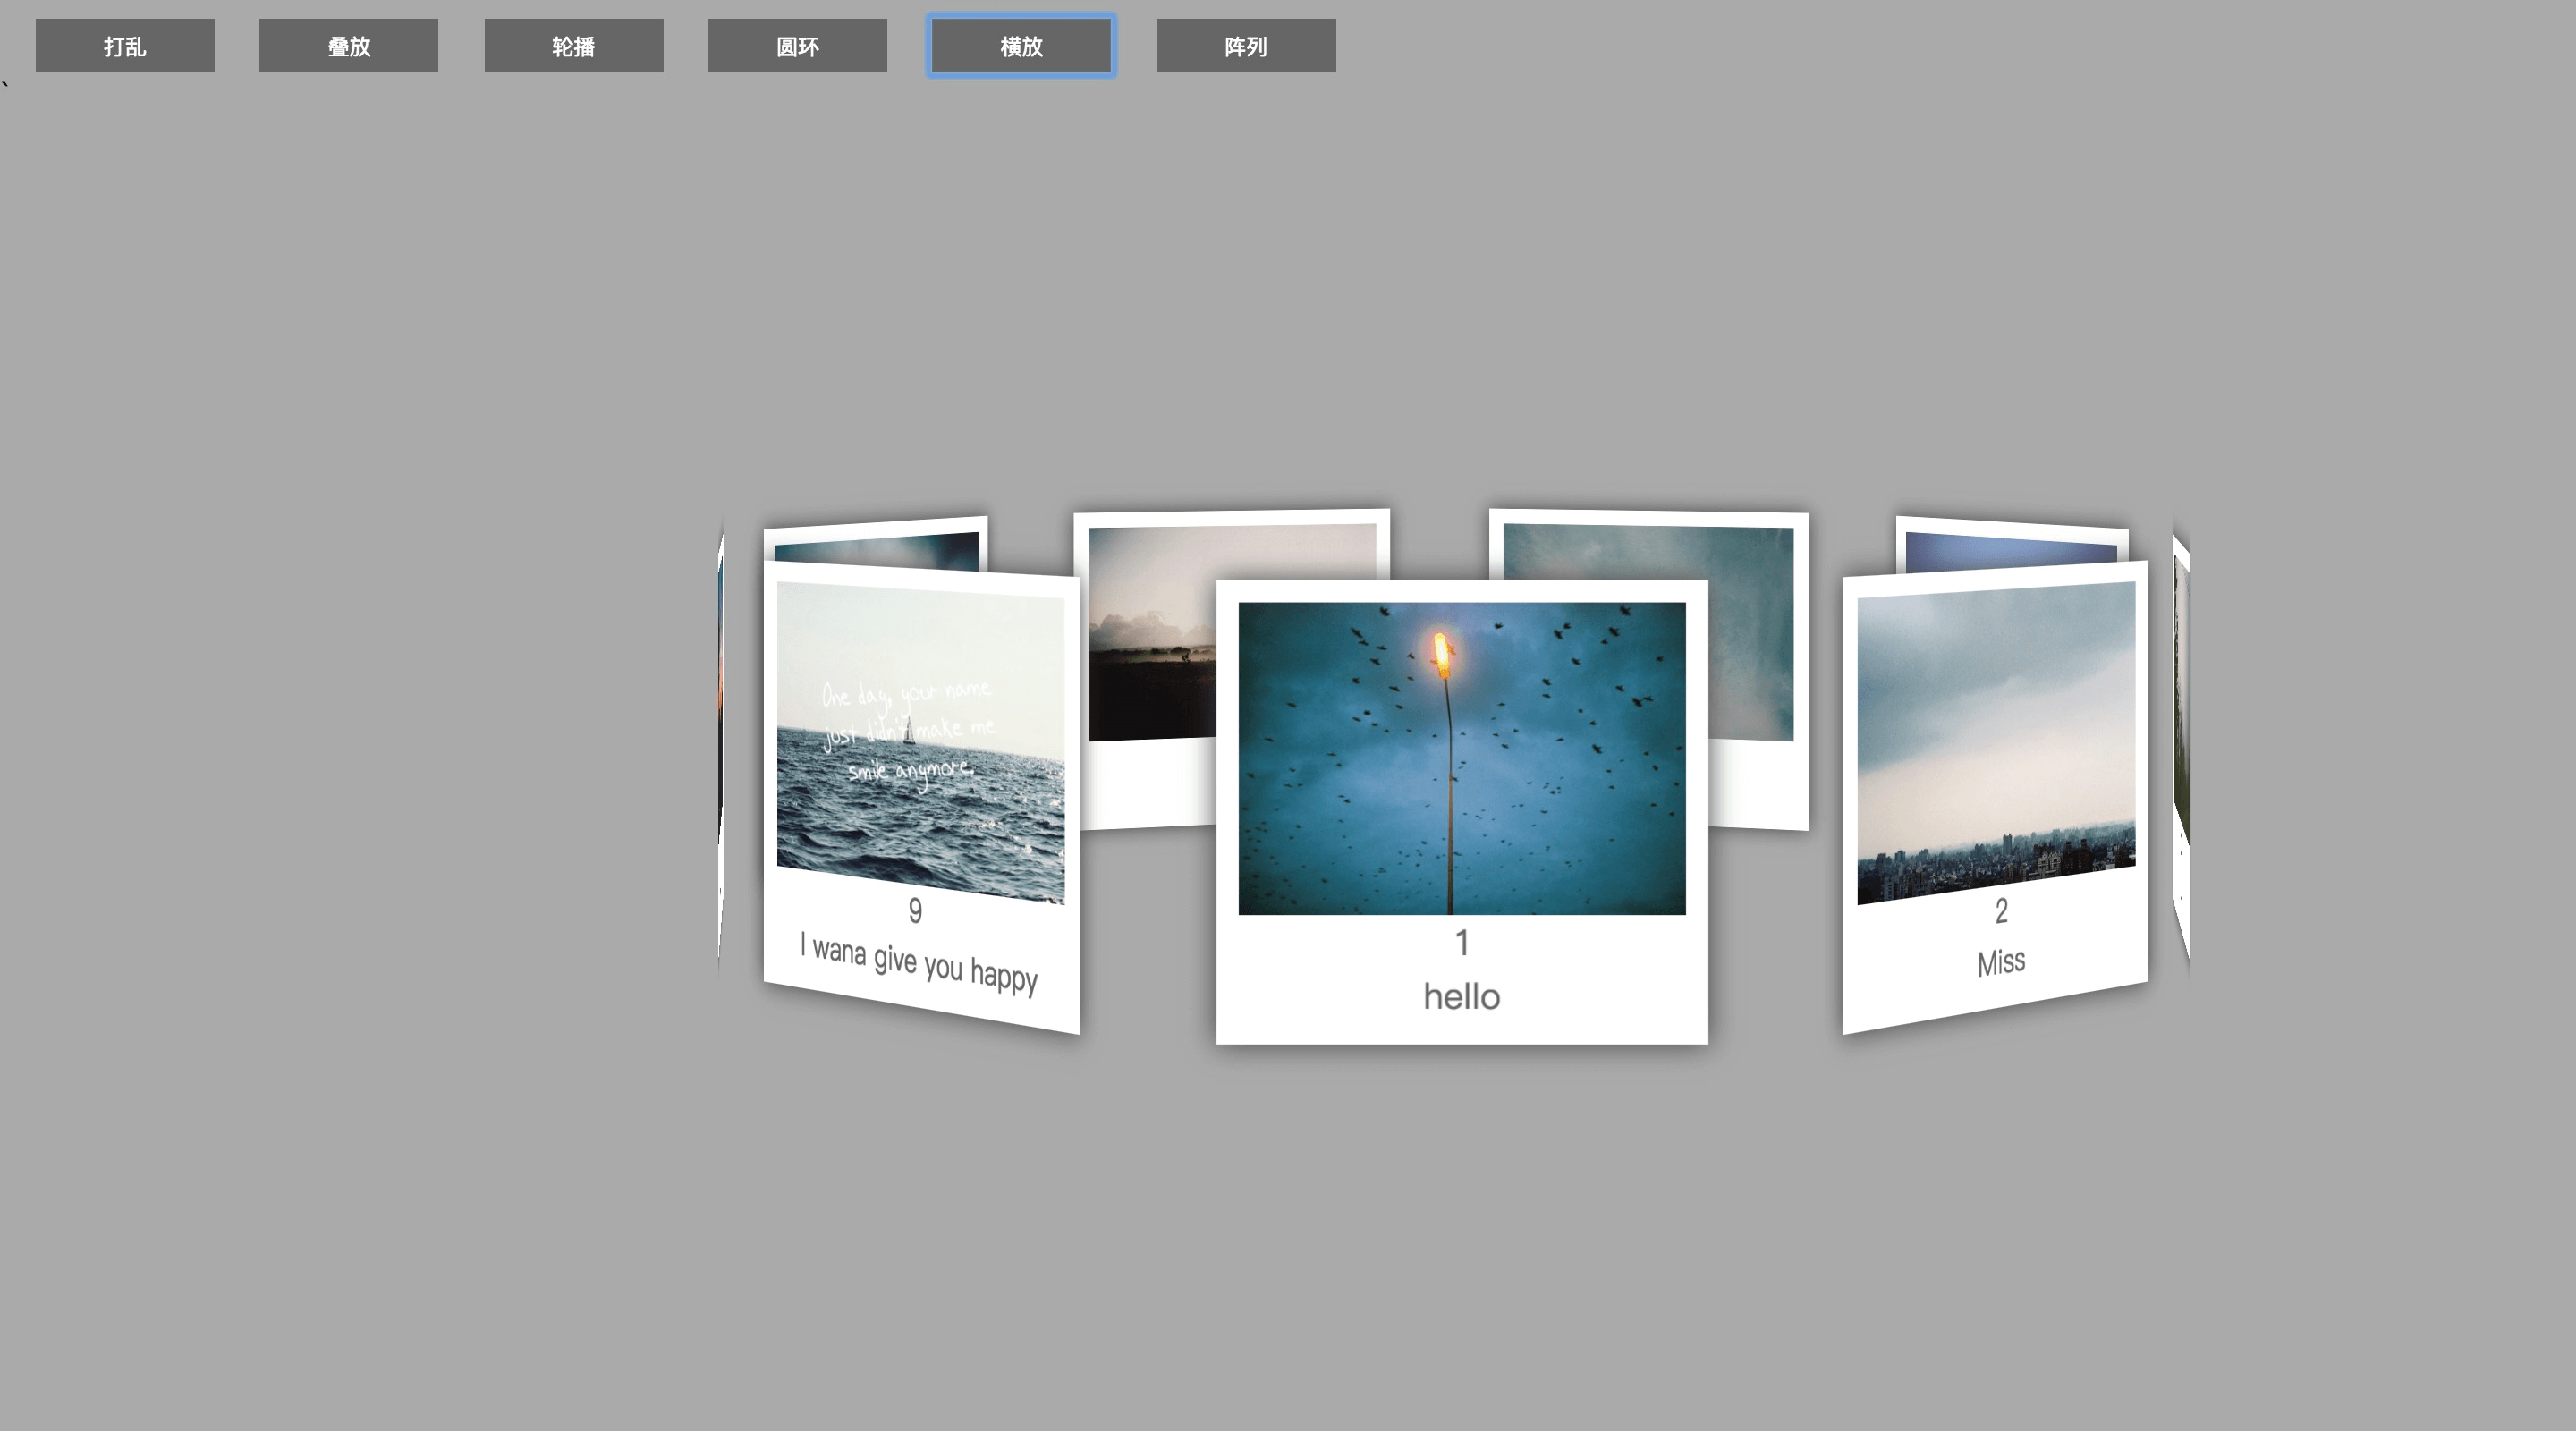 打乱
叠放
轮播
圆环
横放
阵列
、
One day, your name
just didn't make me
smile anymore.
9
I wana give you happy
1
hello
2
Miss